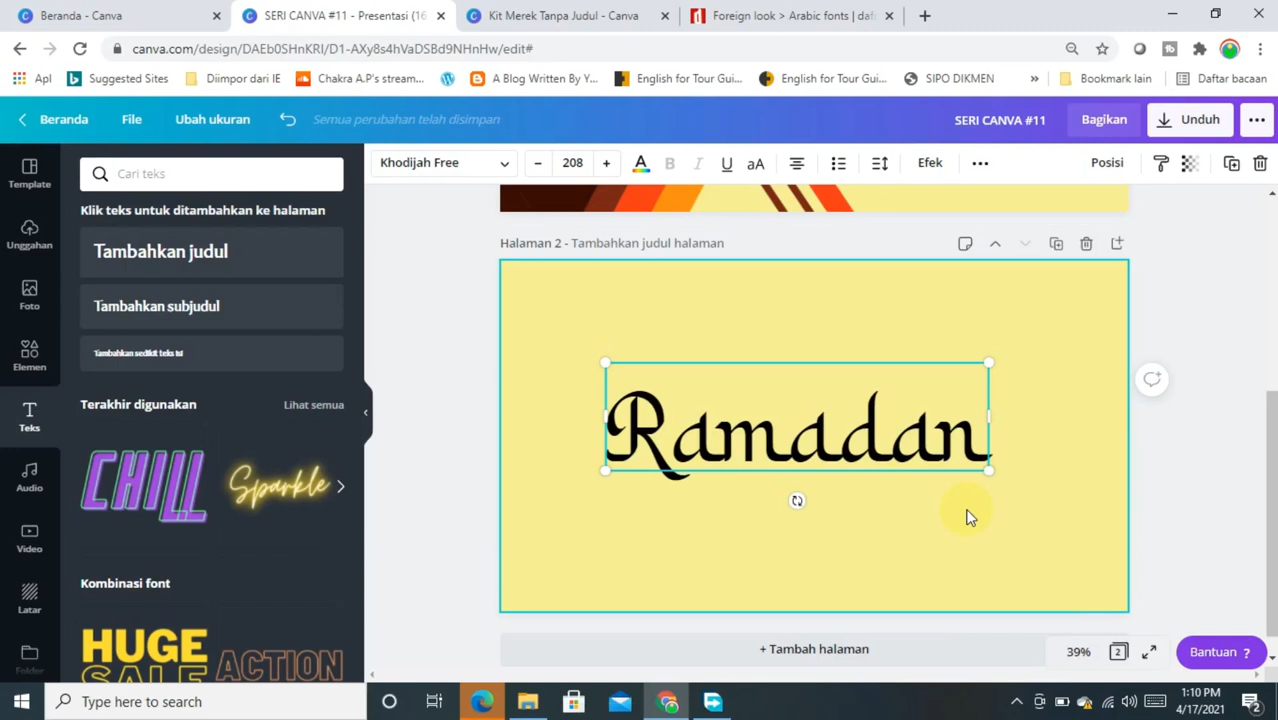 Beranda - Canva
SERI CANVA #11 - Presentasi (16
Kit Merek Tanpa Judul - Canva
Foreign look > Arabic fonts | daf
canva.com/design/DAEb0SHnKRI/D1-AXy8s4hVaDSBd9NHnHw/edit#
Apl
Suggested Sites
Diimpor dari IE
Chakra A.P's stream...
A Blog Written By Y...
English for Tour Gui...
English for Tour Gui...
SIPO DIKMEN
»
Bookmark lain
Daftar bacaan
Beranda
File
Ubah ukuran
Semua perubahan telah disimpan
SERI CANVA #11
Bagikan
Unduh
Khodijah Free
208
A
B
I
U
aA
Efek
Posisi
Template
Unggahan
Foto
Elemen
Teks
Audio
Video
Latar
Folder
Cari teks
Klik teks untuk ditambahkan ke halaman
Tambahkan judul
Tambahkan subjudul
Tambahkan sedikit teks isi
Terakhir digunakan
Lihat semua
CHILL
Sparkle
Kombinasi font
HUGE
SALE
ACTION
Halaman 2 - Tambahkan judul halaman
Ramadan
+ Tambah halaman
39%
2
Bantuan ?
Type here to search
1:10 PM
4/17/2021
2